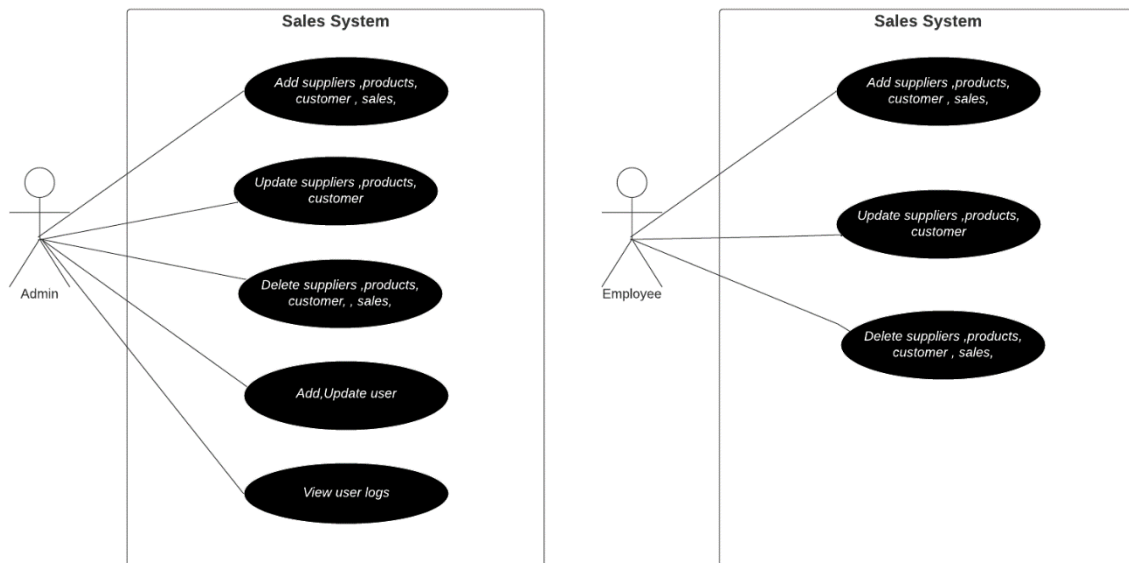 Sales System
Add suppliers ,products,
customer , sales,
Update suppliers ,products,
customer
Delete suppliers ,products,
customer, , sales,
Add,Update user
View user logs
Admin
Sales System
Add suppliers ,products,
customer , sales,
Update suppliers ,products,
customer
Delete suppliers ,products,
customer , sales,
Employee